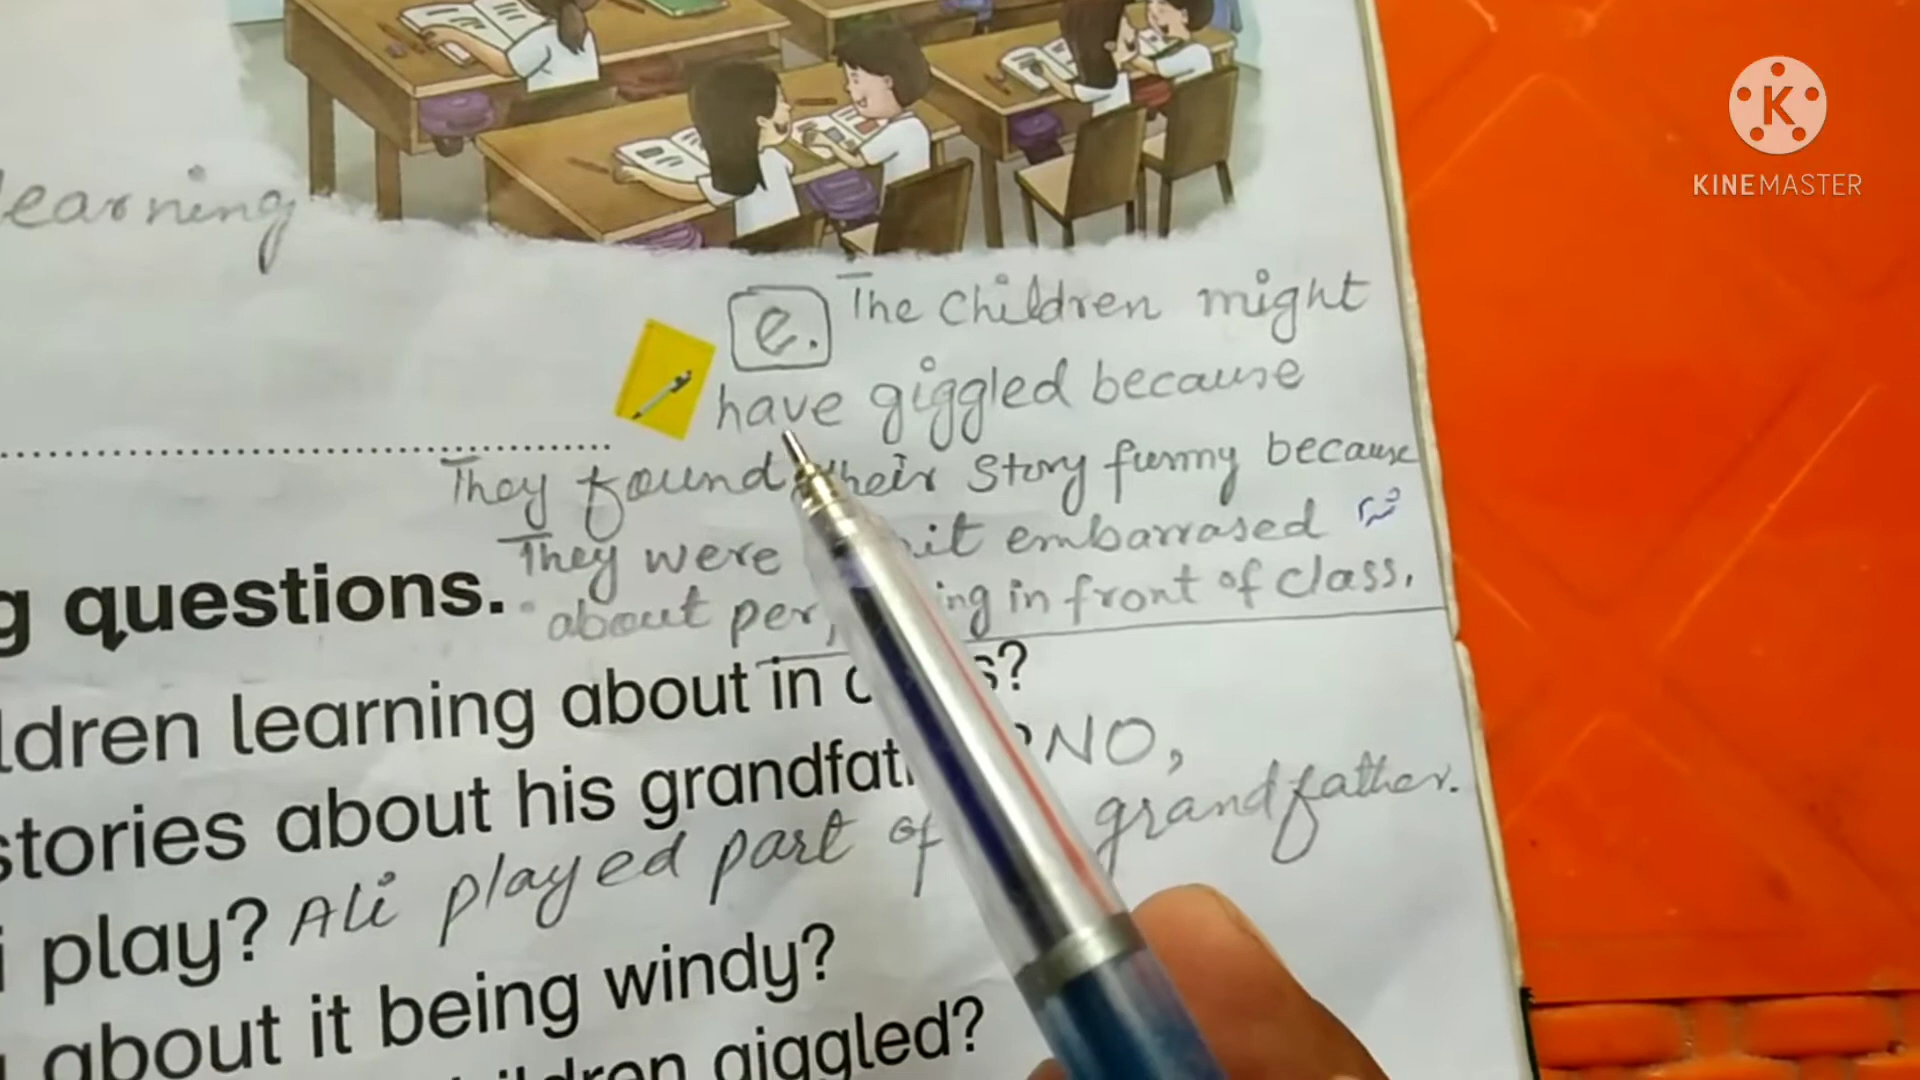 KINEMASTER
learning
e. The children might
have giggled because
They found their Story funny because
They were bit embarrased شر
about per ing in front of class.
g questions.
ldren learning about in s?
NO,
stories about his grandfat
i play? Ali played part of grandfather.
about it being windy?
ildren giggled?